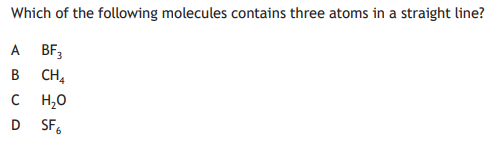 Which of the following molecules contains three atoms in a straight line?
A BF₃
B CH₄
C H₂O
D SF₆